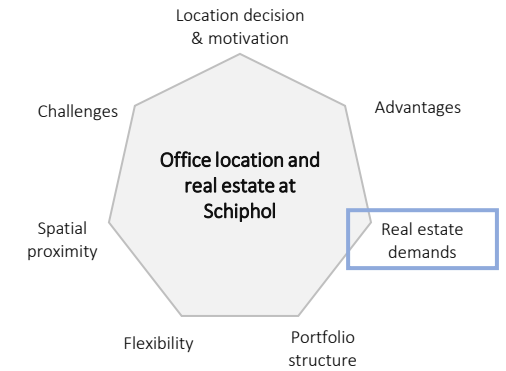 Location decision
& motivation
Challenges
Advantages
Office location and
real estate at
Schiphol
Spatial
proximity
Real estate
demands
Flexibility
Portfolio
structure